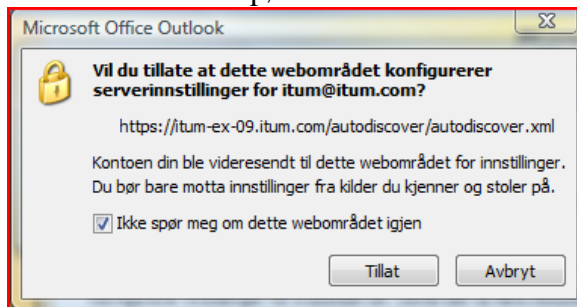 Microsoft Office Outlook
Vil du tillate at dette webområdet konfigurerer
serverinnstillinger for itum@itum.com?
https://itum-ex-09.itum.com/autodiscover/autodiscover.xml
Kontoen din ble videresendt til dette webområdet for innstillinger.
Du bør bare motta innstillinger fra kilder du kjenner og stoler på.
Ikke spør meg om dette webområdet igjen
Tillat Avbryt